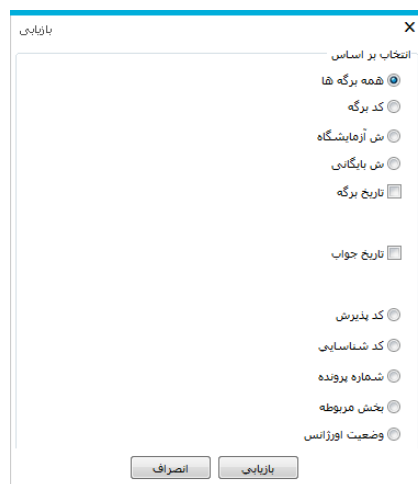 بازیابی
انتخاب بر اساس
همه برگه ها
کد برگه
ش آزمایشگاه
ش بایگانی
تاریخ برگه
تاریخ جواب
کد پذیرش
کد شناسایی
شماره پرونده
بخش مربوطه
وضعیت اورژانس
بازیابی انصراف